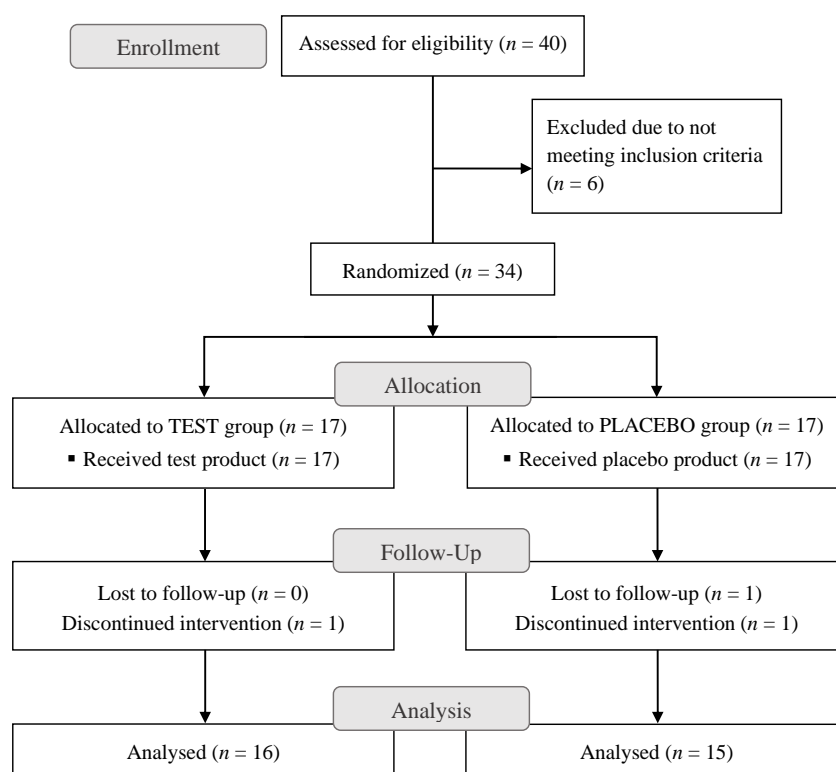 Enrollment
Assessed for eligibility (n = 40)
Excluded due to not
meeting inclusion criteria
(n = 6)
Randomized (n = 34)
Allocation
Allocated to TEST group (n = 17)
▪ Received test product (n = 17)
Allocated to PLACEBO group (n = 17)
▪ Received placebo product (n = 17)
Follow-Up
Lost to follow-up (n = 0)
Discontinued intervention (n = 1)
Lost to follow-up (n = 1)
Discontinued intervention (n = 1)
Analysis
Analysed (n = 16)
Analysed (n = 15)